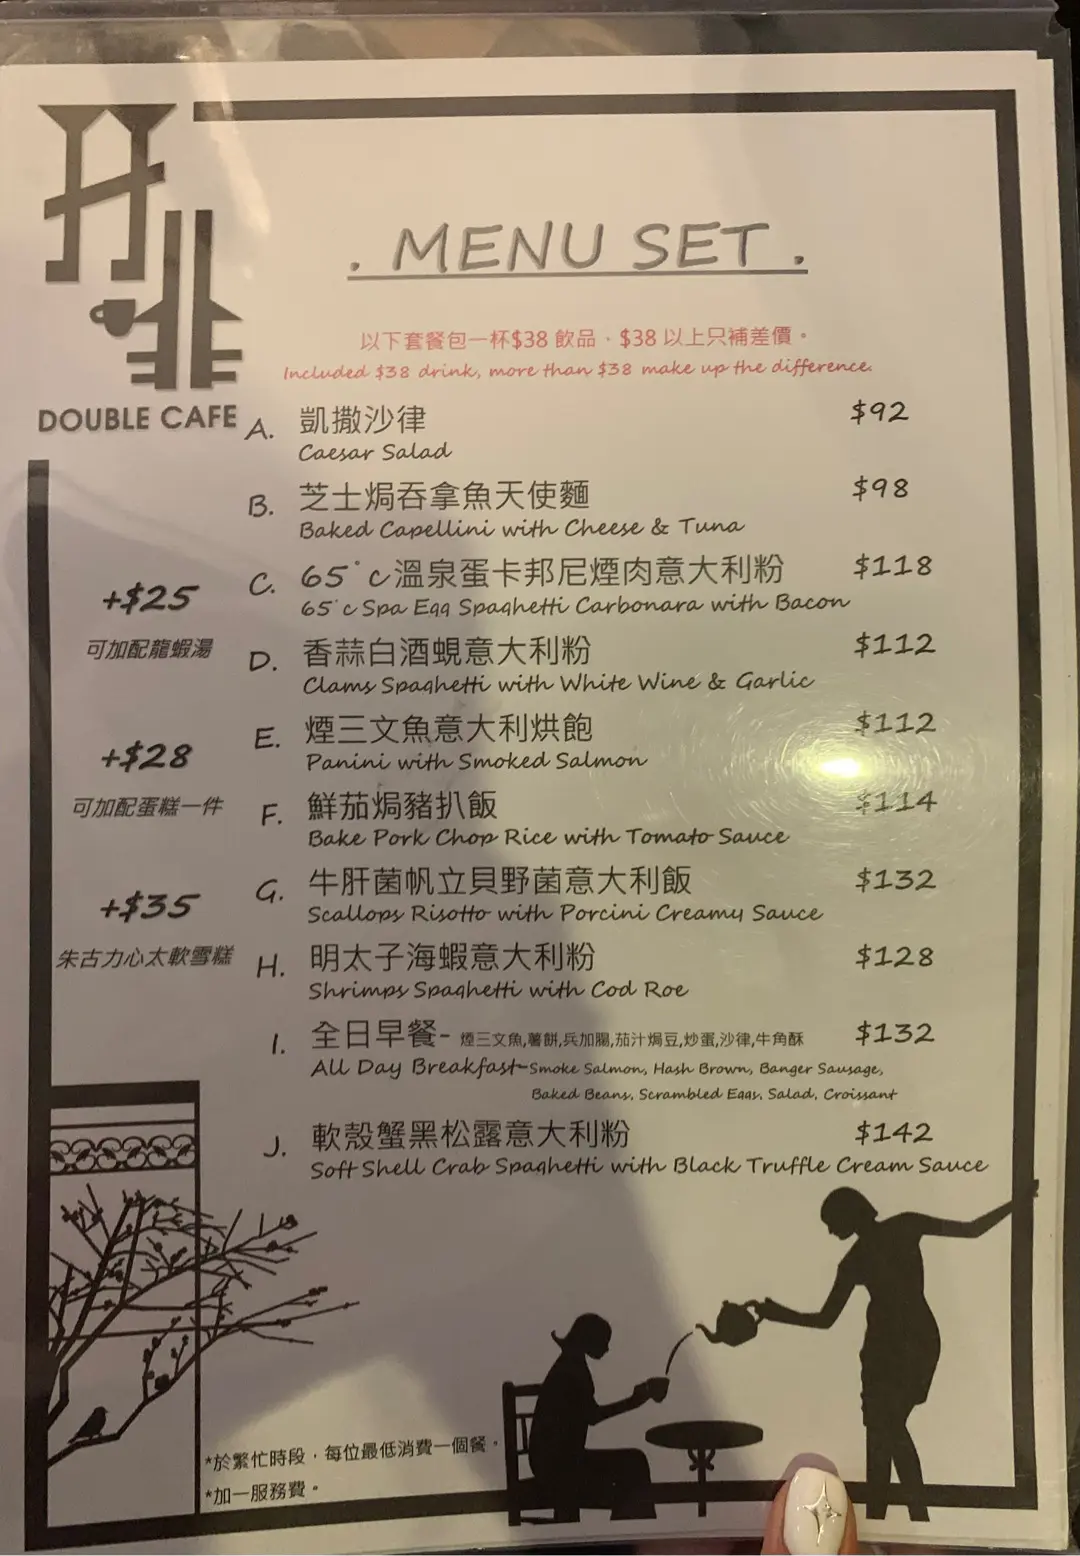 DOUBLE CAFE
. MENU SET .
以下套餐包一杯$38 飲品，$38 以上只補差價。
Included $38 drink, more than $38 make up the difference.
A. 凱撒沙律 $92
Caesar Salad
B. 芝士焗吞拿魚天使麵 $98
Baked Capellini with Cheese & Tuna
C. 65°c溫泉蛋卡邦尼煙肉意大利粉 $118
65°c Spa Egg Spaghetti Carbonara with Bacon
D. 香蒜白酒蜆意大利粉 $112
Clams Spaghetti with White Wine & Garlic
E. 煙三文魚意大利烘飽 $112
Panini with Smoked Salmon
F. 鮮茄焗豬扒飯 $114
Bake Pork Chop Rice with Tomato Sauce
G. 牛肝菌帆立貝野菌意大利飯 $132
Scallops Risotto with Porcini Creamy Sauce
H. 明太子海蝦意大利粉 $128
Shrimps Spaghetti with Cod Roe
I. 全日早餐- 煙三文魚,薯餅,兵加腸,茄汁焗豆,炒蛋,沙律,牛角酥 $132
All Day Breakfast-Smoke Salmon, Hash Brown, Banger Sausage,
Baked Beans, Scrambled Eggs, Salad, Croissant
J. 軟殼蟹黑松露意大利粉 $142
Soft Shell Crab Spaghetti with Black Truffle Cream Sauce
+$25
可加配龍蝦湯
+$28
可加配蛋糕一件
+$35
朱古力心太軟雪糕
*於繁忙時段，每位最低消費一個餐。
*加一服務費。